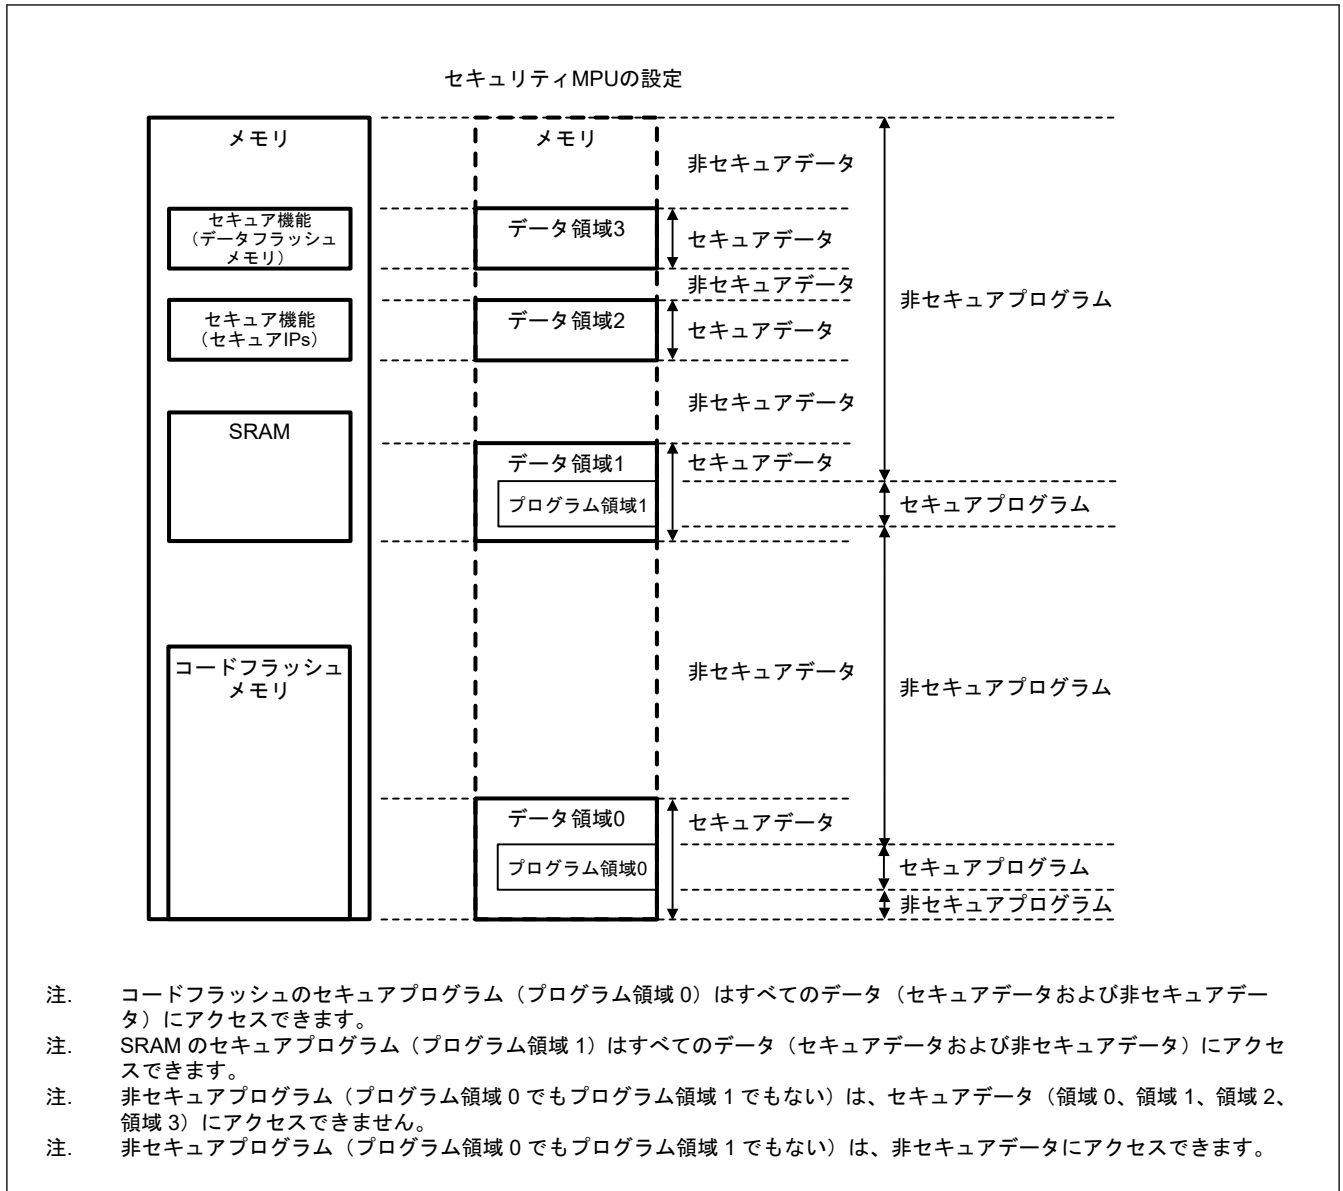 セキュリティMPUの設定
メモリ
メモリ
非セキュアデータ
セキュア機能
（データフラッシュ
メモリ）
データ領域3
セキュアデータ
非セキュアデータ
非セキュアプログラム
セキュア機能
（セキュアIPs）
データ領域2
セキュアデータ
非セキュアデータ
SRAM
データ領域1
セキュアデータ
プログラム領域1
セキュアプログラム
コードフラッシュ
メモリ
非セキュアデータ
非セキュアプログラム
データ領域0
セキュアデータ
プログラム領域0
セキュアプログラム
非セキュアプログラム
注. コードフラッシュのセキュアプログラム（プログラム領域 0）はすべてのデータ（セキュアデータおよび非セキュアデー
タ）にアクセスできます。
注. SRAM のセキュアプログラム（プログラム領域 1）はすべてのデータ（セキュアデータおよび非セキュアデータ）にアクセ
スできます。
注. 非セキュアプログラム（プログラム領域 0 でもプログラム領域 1 でもない）は、セキュアデータ（領域 0、領域 1、領域 2、
領域 3）にアクセスできません。
注. 非セキュアプログラム（プログラム領域 0 でもプログラム領域 1 でもない）は、非セキュアデータにアクセスできます。